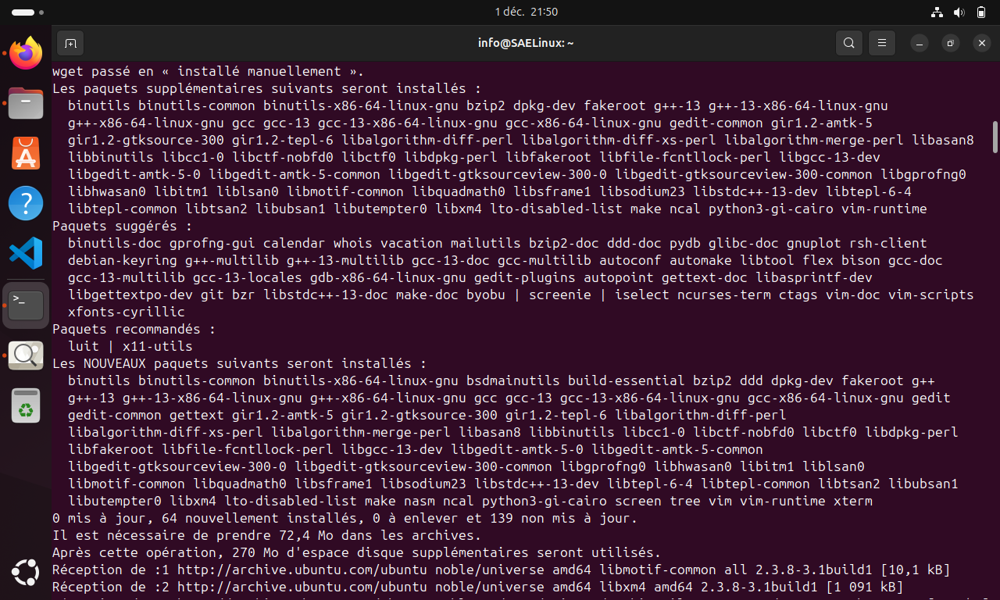 1 déc. 21:50
info@SAELinux: ~
wget passé en « installé manuellement ».
Les paquets supplémentaires suivants seront installés :
binutils binutils-common binutils-x86-64-linux-gnu bzip2 dpkg-dev fakeroot g++-13 g++-13-x86-64-linux-gnu
g++-x86-64-linux-gnu gcc gcc-13 gcc-13-x86-64-linux-gnu gcc-x86-64-linux-gnu gedit-common gir1.2-amtk-5
gir1.2-gtksource-300 gir1.2-tepl-6 libalgorithm-diff-perl libalgorithm-diff-xs-perl libalgorithm-merge-perl libasan8
libbinutils libcc1-0 libctf-nobfd0 libctf0 libdpkg-perl libfakeroot libfile-fcntllock-perl libgcc-13-dev
libgedit-amtk-5-0 libgedit-amtk-5-common libgedit-gtksourceview-300-0 libgedit-gtksourceview-300-common libgprofng0
libhwasan0 libitm1 liblsan0 libmotif-common libquadmath0 libsframe1 libsodium23 libstdc++-13-dev libtepl-6-4
libtepl-common libtsan2 libubsan1 libutempter0 libxm4 lto-disabled-list make ncal python3-gi-cairo vim-runtime
Paquets suggérés :
binutils-doc gprofng-gui calendar whois vacation mailutils bzip2-doc ddd-doc pydb glibc-doc gnuplot rsh-client
debian-keyring g++-multilib g++-13-multilib gcc-13-doc gcc-multilib autoconf automake libtool flex bison gcc-doc
gcc-13-multilib gcc-13-locales gdb-x86-64-linux-gnu gedit-plugins autopoint gettext-doc libasprintf-dev
libgettextpo-dev git bzr libstdc++-13-doc make-doc byobu | screenie | iselect ncurses-term ctags vim-doc vim-scripts
xfonts-cyrillic
Paquets recommandés :
luit | x11-utils
Les NOUVEAUX paquets suivants seront installés :
binutils binutils-common binutils-x86-64-linux-gnu bsdmainutils build-essential bzip2 ddd dpkg-dev fakeroot g++
g++-13 g++-13-x86-64-linux-gnu g++-x86-64-linux-gnu gcc gcc-13 gcc-13-x86-64-linux-gnu gcc-x86-64-linux-gnu gedit
gedit-common gettext gir1.2-amtk-5 gir1.2-gtksource-300 gir1.2-tepl-6 libalgorithm-diff-perl
libalgorithm-diff-xs-perl libalgorithm-merge-perl libasan8 libbinutils libcc1-0 libctf-nobfd0 libctf0 libdpkg-perl
libfakeroot libfile-fcntllock-perl libgcc-13-dev libgedit-amtk-5-0 libgedit-amtk-5-common
libgedit-gtksourceview-300-0 libgedit-gtksourceview-300-common libgprofng0 libhwasan0 libitm1 liblsan0
libmotif-common libquadmath0 libsframe1 libsodium23 libstdc++-13-dev libtepl-6-4 libtepl-common libtsan2 libubsan1
libutempter0 libxm4 lto-disabled-list make nasm ncal python3-gi-cairo screen tree vim vim-runtime xterm
0 mis à jour, 64 nouvellement installés, 0 à enlever et 139 non mis à jour.
Il est nécessaire de prendre 72,4 Mo dans les archives.
Après cette opération, 270 Mo d'espace disque supplémentaires seront utilisés.
Réception de :1 http://archive.ubuntu.com/ubuntu noble/universe amd64 libmotif-common all 2.3.8-3.1build1 [10,1 kB]
Réception de :2 http://archive.ubuntu.com/ubuntu noble/universe amd64 libxm4 amd64 2.3.8-3.1build1 [1 091 kB]